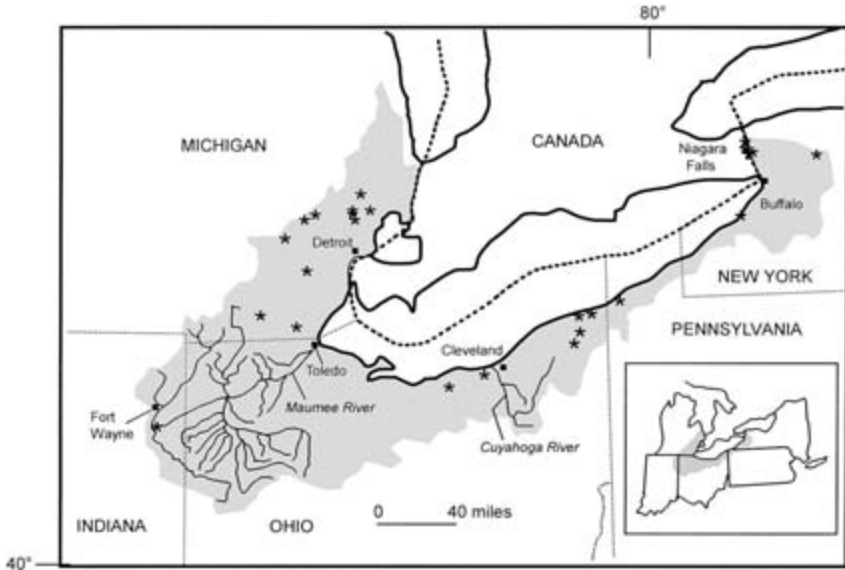 80°
MICHIGAN
CANADA
Niagara
Falls
Buffalo
Detroit
NEW YORK
PENNSYLVANIA
Cleveland
Toledo
Maumee River
Fort
Wayne
Cuyahoga River
0 40 miles
INDIANA
OHIO
40°